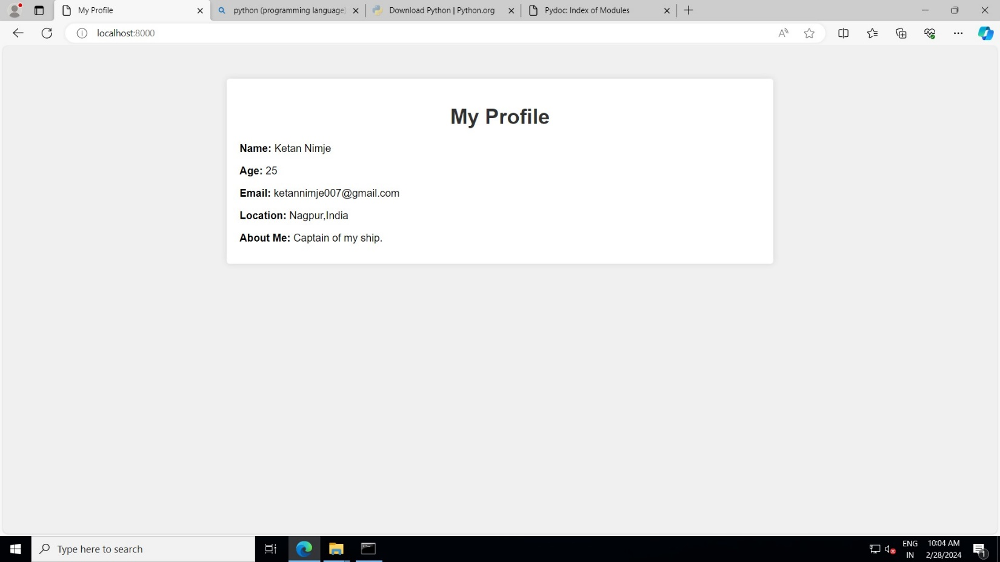 My Profile
python (programming language)
Download Python | Python.org
Pydoc: Index of Modules
localhost:8000
My Profile
Name: Ketan Nimje
Age: 25
Email: ketannimje007@gmail.com
Location: Nagpur,India
About Me: Captain of my ship.
Type here to search
ENG
IN
10:04 AM
2/28/2024
1